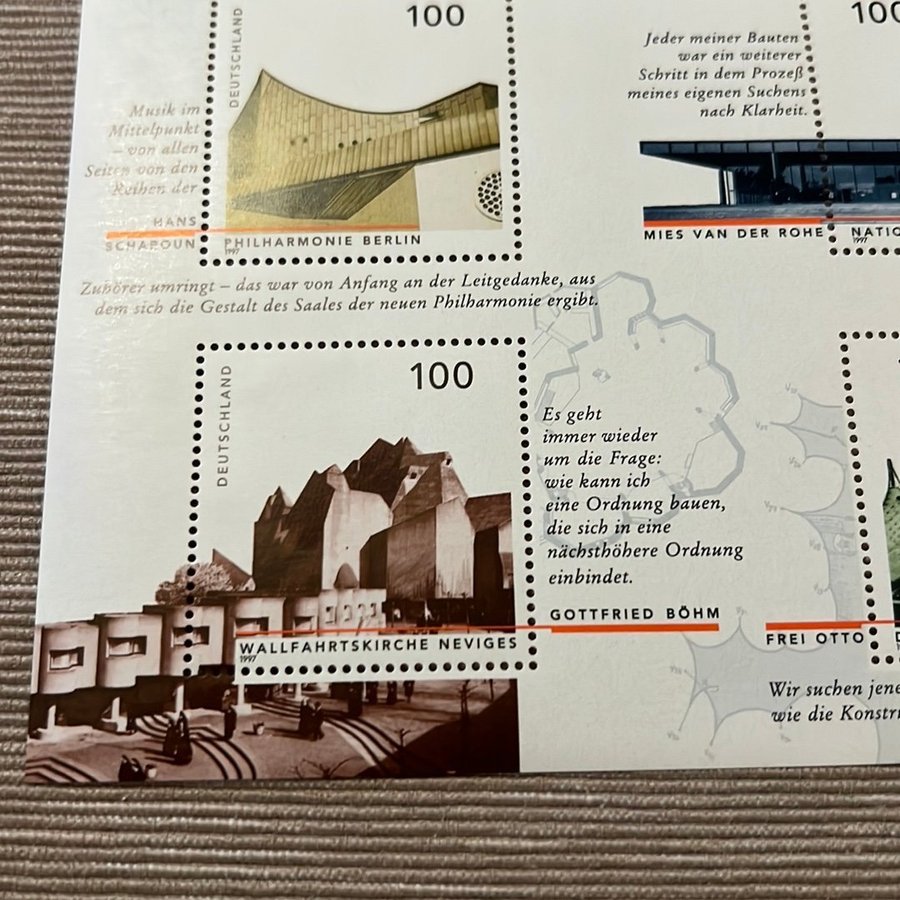 DEUTSCHLAND
100
Musik im
Mittelpunkt
– von allen
Seiten von den
Reihen der
HANS
SCHAROUN
PHILHARMONIE BERLIN
1997
Zuhörer umringt – das war von Anfang an der Leitgedanke, aus
dem sich die Gestalt des Saales der neuen Philharmonie ergibt.
100
Jeder meiner Bauten
war ein weiterer
Schritt in dem Prozeß
meines eigenen Suchens
nach Klarheit.
MIES VAN DER ROHE
NATIO
1997
DEUTSCHLAND
100
WALLFAHRTSKIRCHE NEVIGES
1997
Es geht
immer wieder
um die Frage:
wie kann ich
eine Ordnung bauen,
die sich in eine
nächsthöhere Ordnung
einbindet.
GOTTFRIED BÖHM
FREI OTTO
Wir suchen jene
wie die Konstr